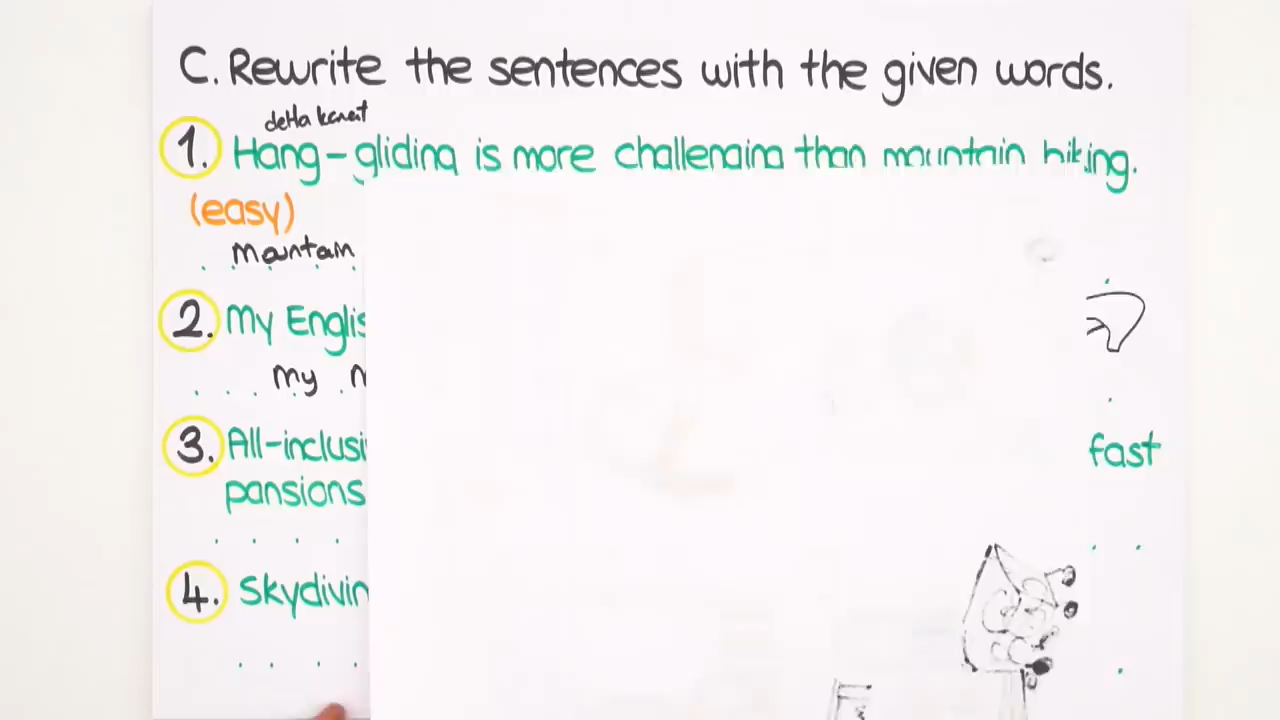 C. Rewrite the sentences with the given words.
delta kanat
1. Hang-gliding is more challenging than mountain hiking.
(easy)
mountain
2. My Englis
my
3. All-inclusi fast
pansions
4. Skydivin